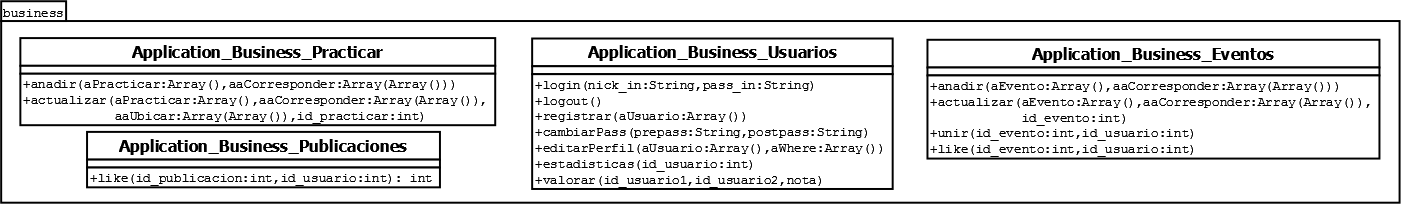 business
Application_Business_Practicar
+anadir(aPracticar:Array(),aaCorresponder:Array(Array()))
+actualizar(aPracticar:Array(),aaCorresponder:Array(Array()),
aaUbicar:Array(Array()),id_practicar:int)
Application_Business_Publicaciones
+like(id_publicacion:int,id_usuario:int): int
Application_Business_Usuarios
+login(nick_in:String,pass_in:String)
+logout()
+registrar(aUsuario:Array())
+cambiarPass(prepass:String,postpass:String)
+editarPerfil(aUsuario:Array(),aWhere:Array())
+estadisticas(id_usuario:int)
+valorar(id_usuario1,id_usuario2,nota)
Application_Business_Eventos
+anadir(aEvento:Array(),aaCorresponder:Array(Array()))
+actualizar(aEvento:Array(),aaCorresponder:Array(Array()),
id_evento:int)
+unir(id_evento:int,id_usuario:int)
+like(id_evento:int,id_usuario:int)